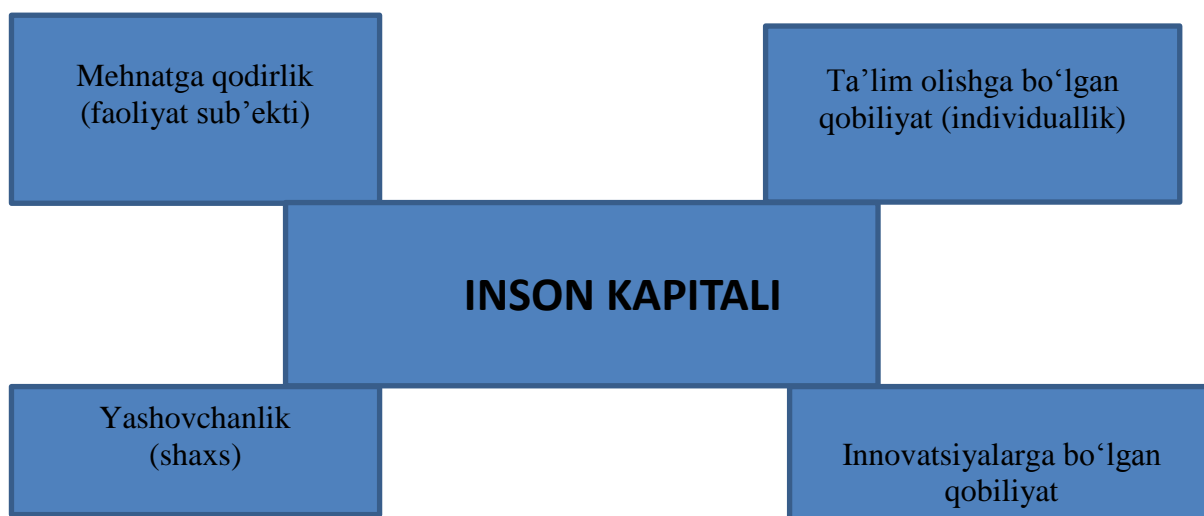 Mehnatga qodirlik
(faoliyat sub’ekti)
Ta’lim olishga bo‘lgan
qobiliyat (individuallik)
INSON KAPITALI
Yashovchanlik
(shaxs)
Innovatsiyalarga bo‘lgan
qobiliyat